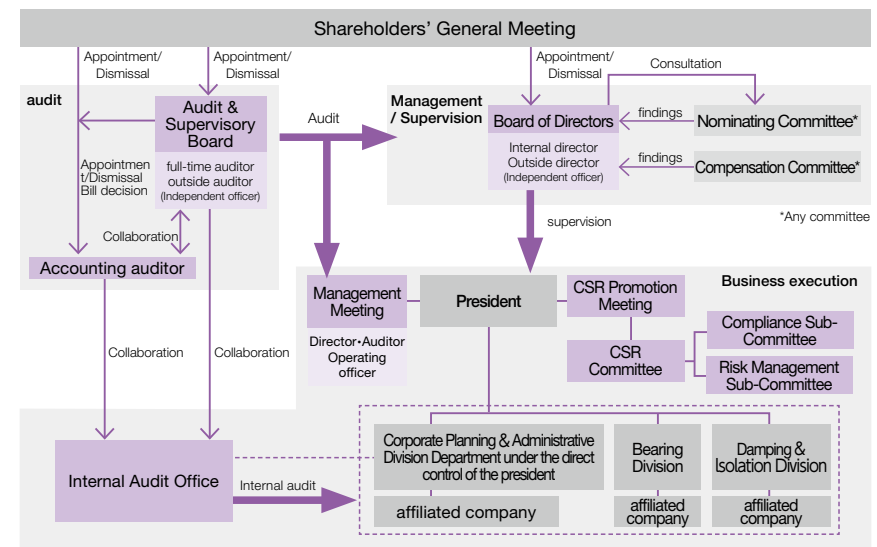 Shareholders' General Meeting
Appointment/
Dismissal
Appointment/
Dismissal
Appointment/
Dismissal
Consultation
audit
Audit &
Supervisory
Board
full-time auditor
outside auditor
(Independent officer)
Appointmen
t/Dismissal
Bill decision
Collaboration
Accounting auditor
Audit
Management
/ Supervision
Board of Directors
Internal director
Outside director
(Independent officer)
findings
Nominating Committee*
findings
Compensation Committee*
*Any committee
supervision
Business execution
Management
Meeting
Director•Auditor
Operating
officer
President
CSR Promotion
Meeting
CSR
Committee
Compliance Sub-
Committee
Risk Management
Sub-Committee
Collaboration
Collaboration
Internal Audit Office
Internal audit
Corporate Planning & Administrative
Division Department under the direct
control of the president
affiliated company
Bearing
Division
affiliated
company
Damping &
Isolation Division
affiliated
company